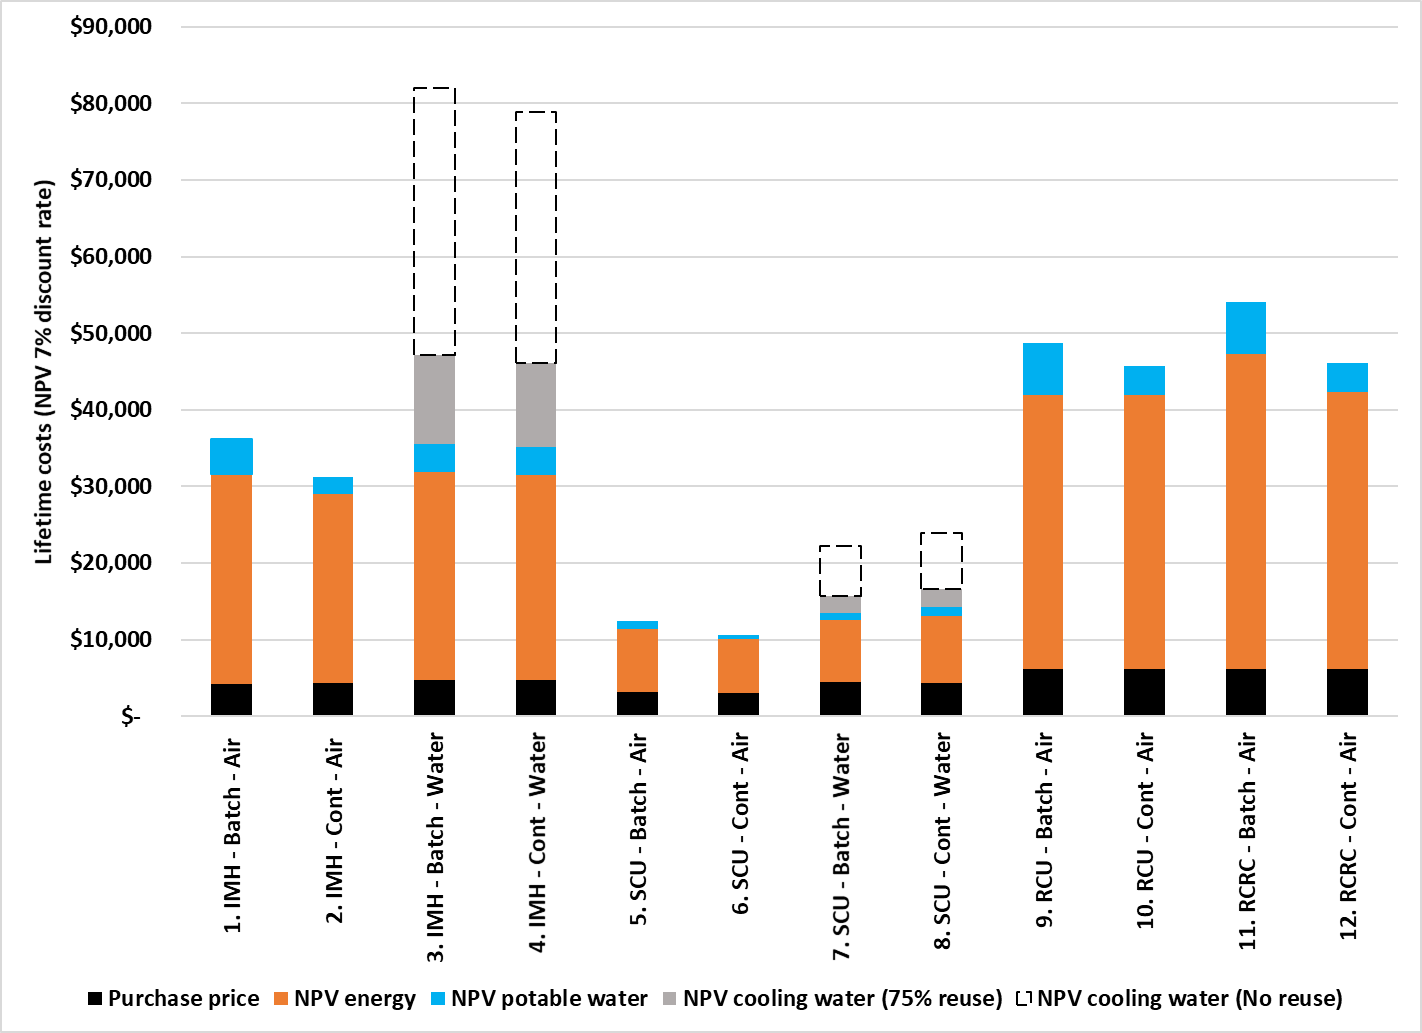 $90,000
$80,000
$70,000
$60,000
$50,000
$40,000
$30,000
$20,000
$10,000
$-
Lifetime costs (NPV 7% discount rate)
1. IMH - Batch - Air
2. IMH - Cont - Air
3. IMH - Batch - Water
4. IMH - Cont - Water
5. SCU - Batch - Air
6. SCU - Cont - Air
7. SCU - Batch - Water
8. SCU - Cont - Water
9. RCU - Batch - Air
10. RCU - Cont - Air
11. RCRC - Batch - Air
12. RCRC - Cont - Air
Purchase price NPV energy NPV potable water NPV cooling water (75% reuse) NPV cooling water (No reuse)